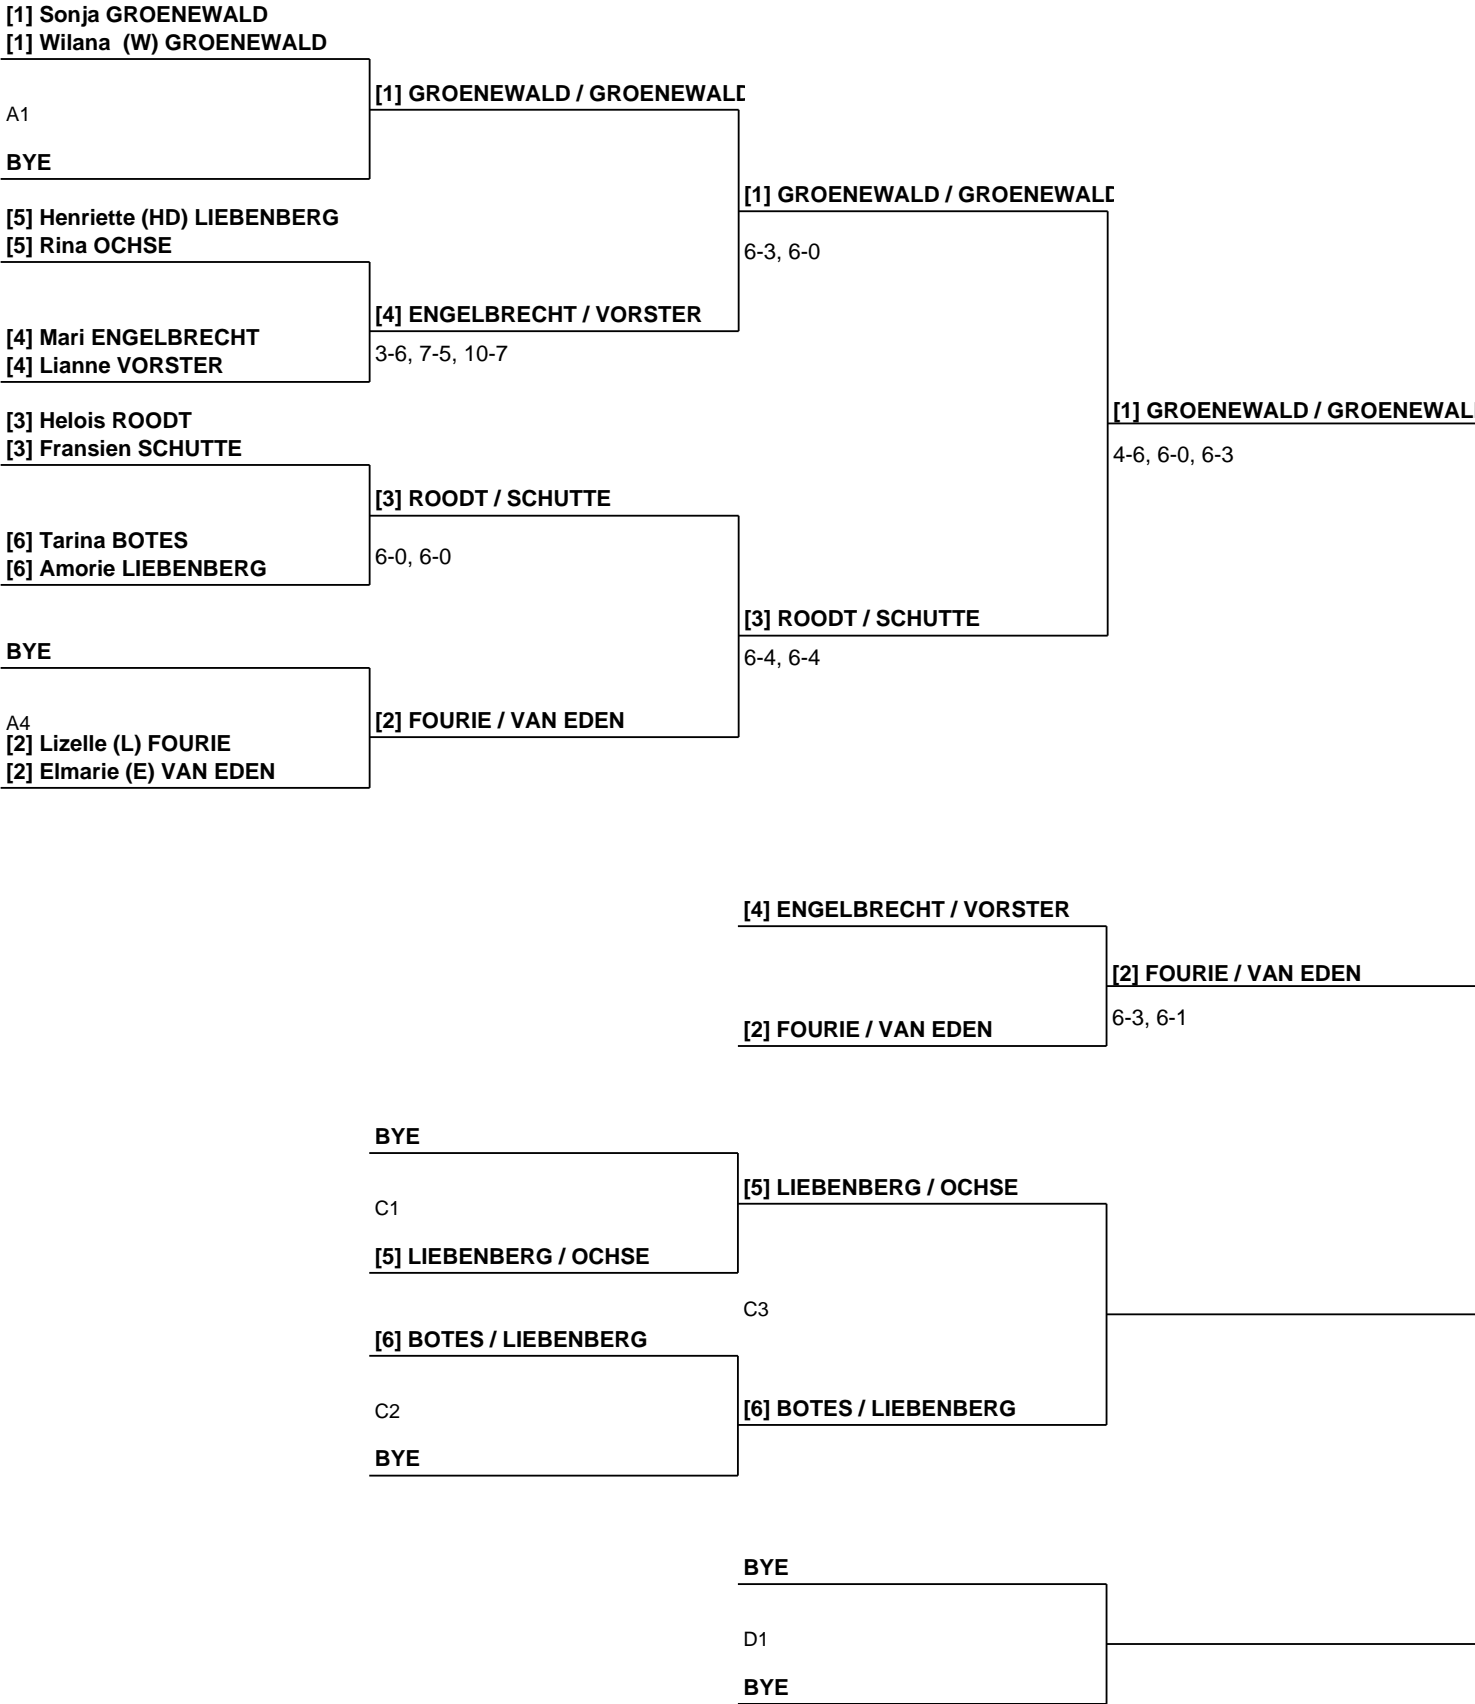 [1] Sonja GROENEWALD
[1] Wilana  (W) GROENEWALD
[1] GROENEWALD / GROENEWALD
A1
BYE
[1] GROENEWALD / GROENEWALD
[5] Henriette (HD) LIEBENBERG
[5] Rina OCHSE
6-3, 6-0
[4] ENGELBRECHT / VORSTER
[4] Mari ENGELBRECHT
[4] Lianne VORSTER
3-6, 7-5, 10-7
[1] GROENEWALD / GROENEWAL
[3] Helois ROODT
[3] Fransien SCHUTTE
4-6, 6-0, 6-3
[3] ROODT / SCHUTTE
[6] Tarina BOTES
[6] Amorie LIEBENBERG
6-0, 6-0
[3] ROODT / SCHUTTE
BYE
6-4, 6-4
A4
[2] FOURIE / VAN EDEN
[2] Lizelle (L) FOURIE
[2] Elmarie (E) VAN EDEN
[4] ENGELBRECHT / VORSTER
[2] FOURIE / VAN EDEN
6-3, 6-1
[2] FOURIE / VAN EDEN
BYE
[5] LIEBENBERG / OCHSE
C1
[5] LIEBENBERG / OCHSE
C3
[6] BOTES / LIEBENBERG
C2
[6] BOTES / LIEBENBERG
BYE
BYE
D1
BYE